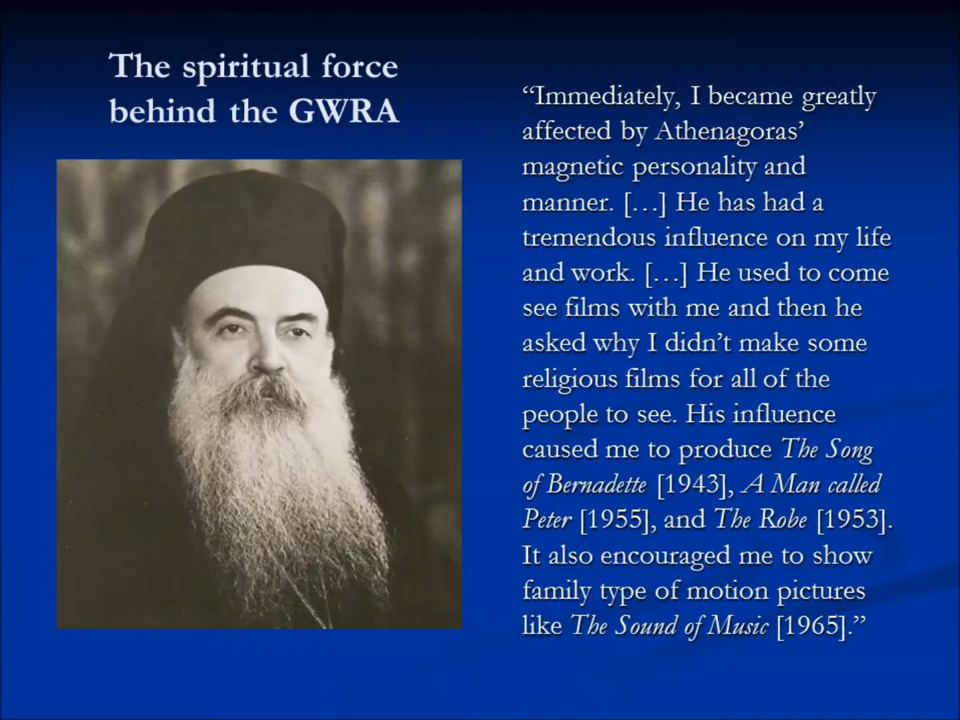 The spiritual force
behind the GWRA
“Immediately, I became greatly
affected by Athenagoras’
magnetic personality and
manner. […] He has had a
tremendous influence on my life
and work. […] He used to come
see films with me and then he
asked why I didn’t make some
religious films for all of the
people to see. His influence
caused me to produce The Song
of Bernadette [1943], A Man called
Peter [1955], and The Robe [1953].
It also encouraged me to show
family type of motion pictures
like The Sound of Music [1965].”